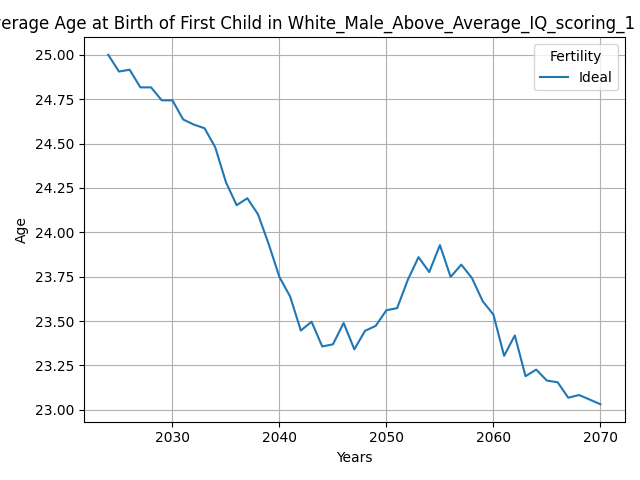 Average Age at Birth of First Child in White_Male_Above_Average_IQ_scoring_1
Fertility
Ideal
25.00
24.75
24.50
24.25
24.00
23.75
23.50
23.25
23.00
Age
2030 2040 2050 2060 2070
Years